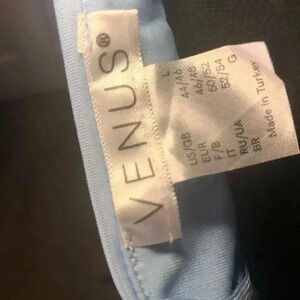 VENUS®
US/GB L
EUR 44/46
F/B 46/48
IT 50/52
RU/UA 52/54
BR G
Made in Turkey